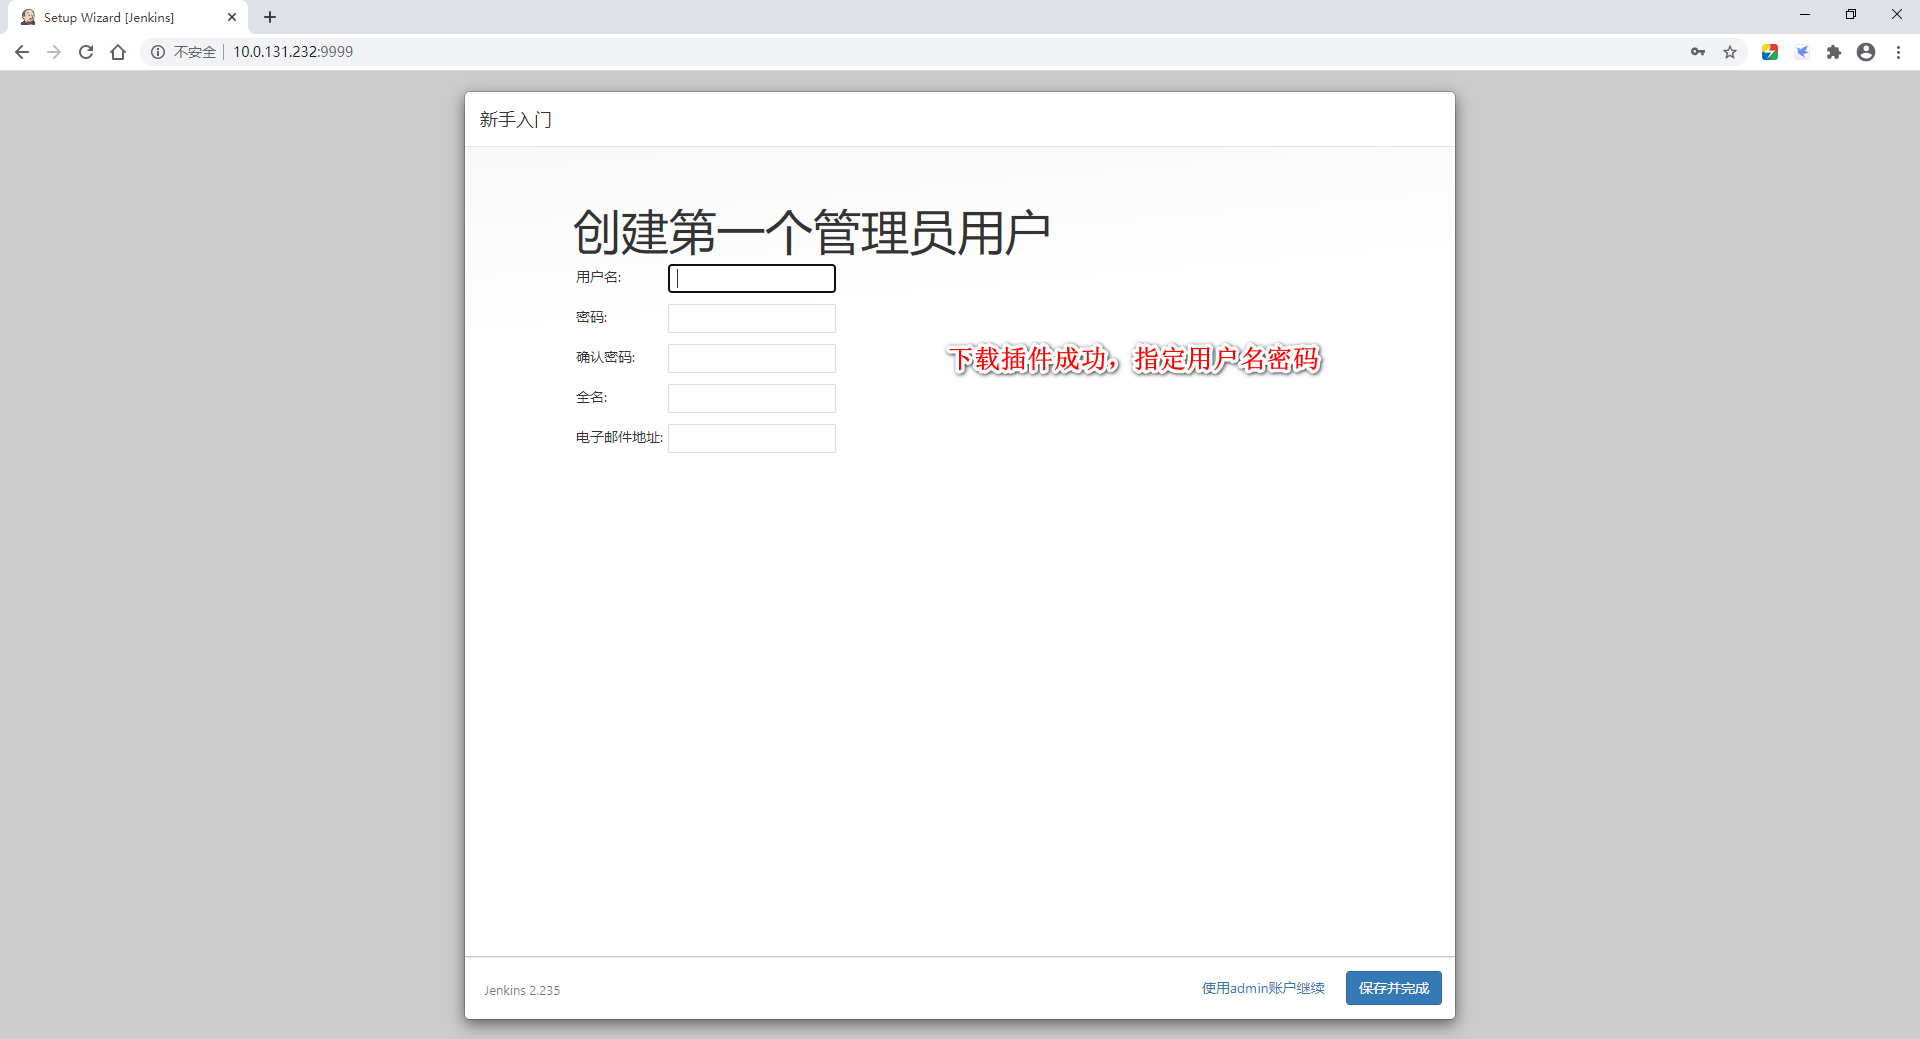 Setup Wizard [Jenkins]
不安全 10.0.131.232:9999
新手入门
创建第一个管理员用户
用户名:
密码:
确认密码:
全名:
电子邮件地址:
下载插件成功，指定用户名密码
Jenkins 2.235
使用admin账户继续
保存并完成